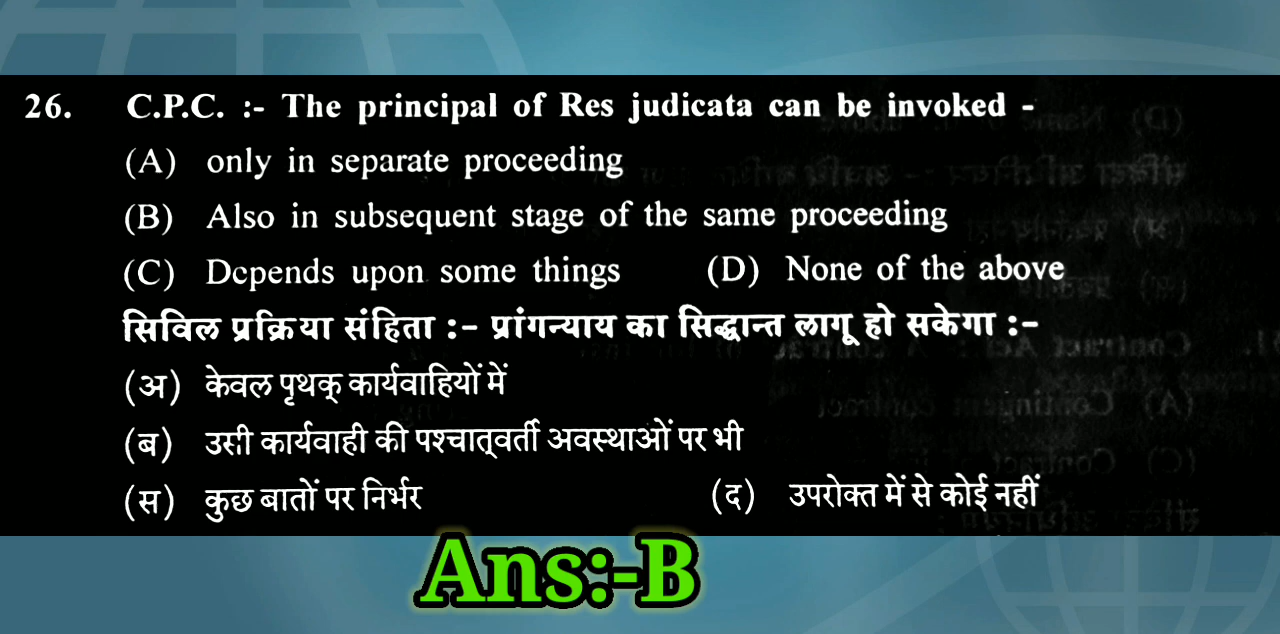 26. C.P.C. :- The principal of Res judicata can be invoked -
(A) only in separate proceeding
(B) Also in subsequent stage of the same proceeding
(C) Depends upon some things (D) None of the above
सिविल प्रक्रिया संहिता :- प्रांगन्याय का सिद्धान्त लागू हो सकेगा :-
(अ) केवल पृथक् कार्यवाहियों में
(ब) उसी कार्यवाही की पश्चात्वर्ती अवस्थाओं पर भी
(स) कुछ बातों पर निर्भर (द) उपरोक्त में से कोई नहीं
Ans:-B